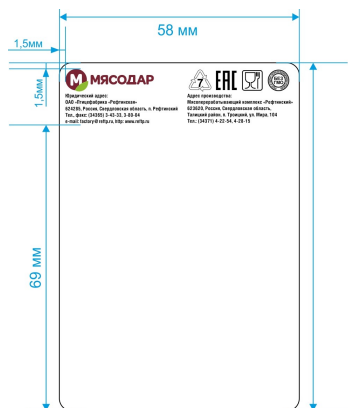 58 мм
1,5мм
1,5мм
69 мм
МЯСОДАР
7
ЕАС
БЕЗ ГМО
Юридический адрес:
ОАО «Птицефабрика «Рефтинская»
624285, Россия, Свердловская область, п. Рефтинский
Тел., факс: (34365) 3-43-33, 3-80-84
e-mail: factory@reftp.ru, http: www.reftp.ru
Адрес производства:
Мясоперерабатывающий комплекс «Рефтинский»
623620, Россия, Свердловская область,
Талицкий район, п. Троицкий, ул. Мира, 104
Тел.: (34371) 4-22-54, 4-28-15